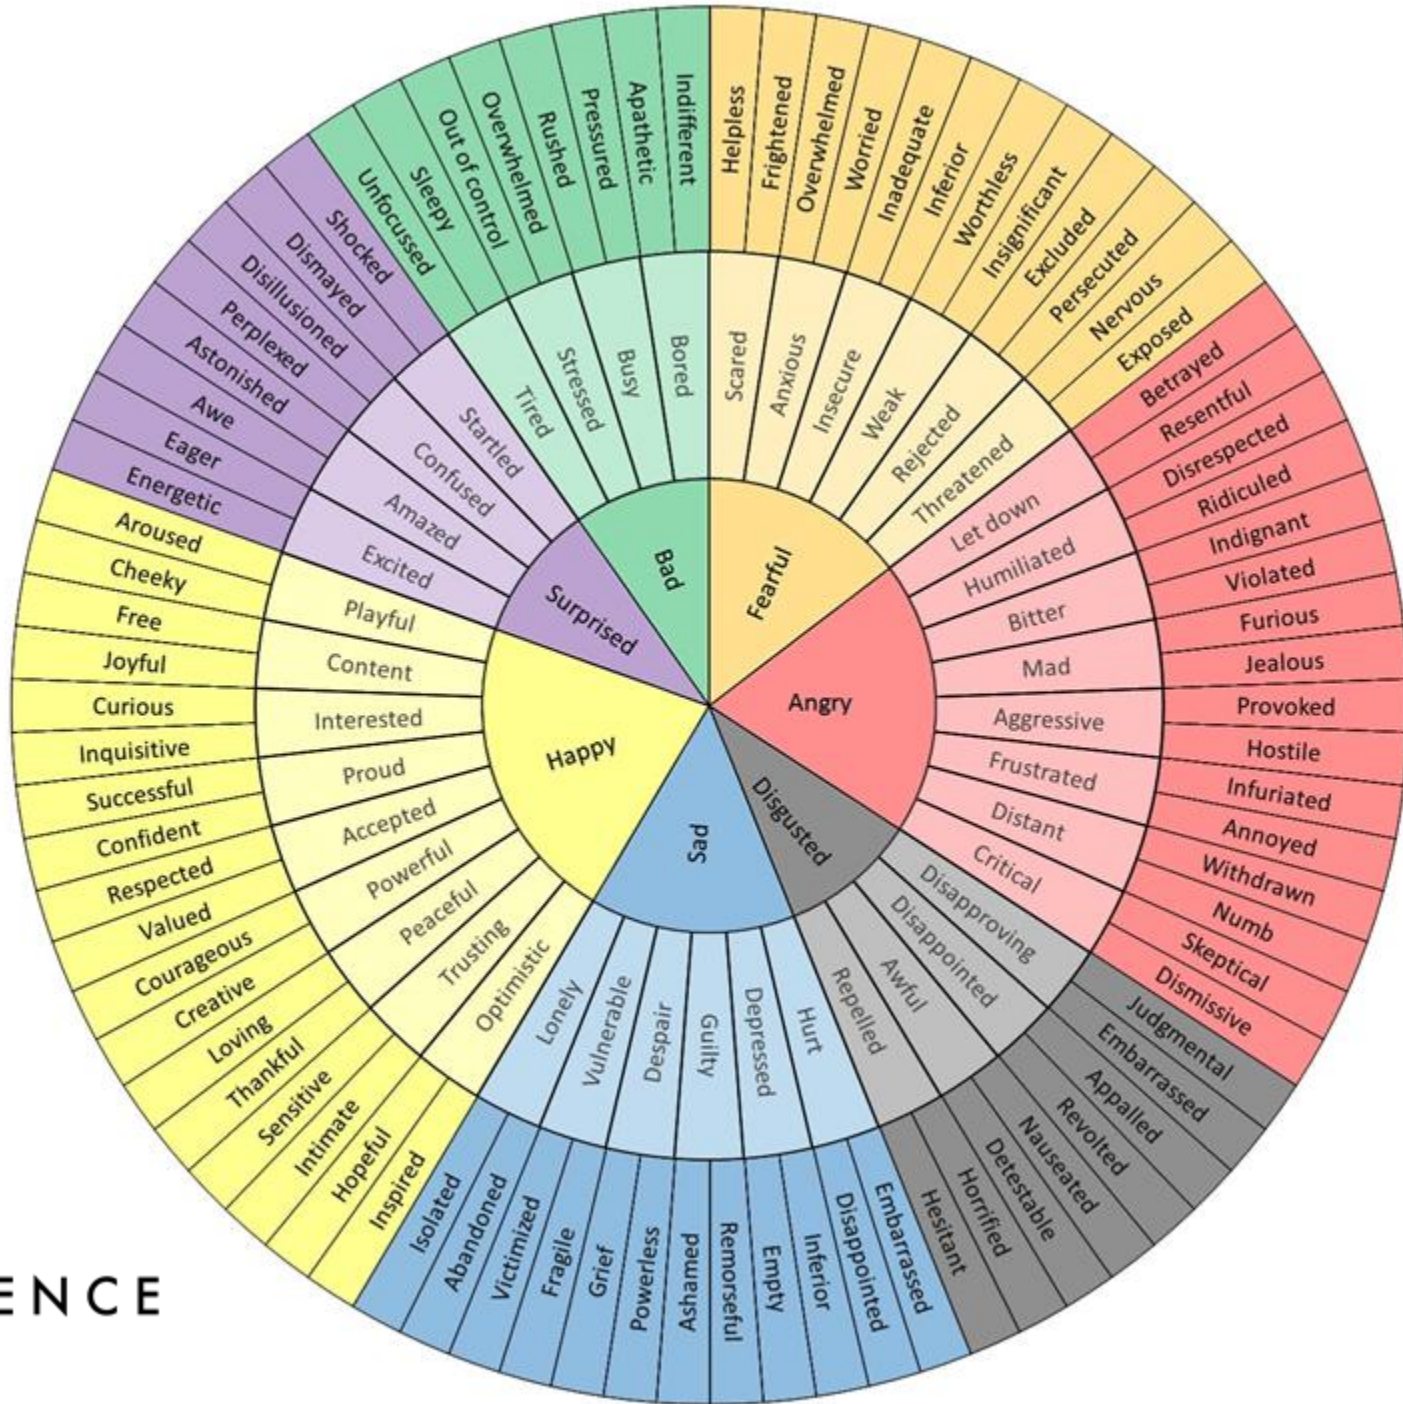 Fearful
Angry
Disgusted
Sad
Happy
Surprised
Bad
Scared
Anxious
Insecure
Weak
Rejected
Threatened
Let down
Humiliated
Bitter
Mad
Aggressive
Frustrated
Distant
Critical
Disapproving
Disappointed
Awful
Repelled
Hurt
Depressed
Guilty
Despair
Vulnerable
Lonely
Optimistic
Trusting
Peaceful
Powerful
Accepted
Proud
Interested
Content
Playful
Excited
Amazed
Confused
Startled
Tired
Stressed
Busy
Bored
Helpless
Frightened
Overwhelmed
Worried
Inadequate
Inferior
Worthless
Insignificant
Excluded
Persecuted
Nervous
Exposed
Betrayed
Resentful
Disrespected
Ridiculed
Indignant
Violated
Furious
Jealous
Provoked
Hostile
Infuriated
Annoyed
Withdrawn
Numb
Skeptical
Dismissive
Judgmental
Embarrassed
Appalled
Revolted
Nauseated
Detestable
Horrified
Hesitant
Embarrassed
Disappointed
Inferior
Empty
Remorseful
Ashamed
Powerless
Grief
Fragile
Victimized
Abandoned
Isolated
Inspired
Hopeful
Intimate
Sensitive
Thankful
Loving
Creative
Courageous
Valued
Respected
Confident
Successful
Inquisitive
Curious
Joyful
Free
Cheeky
Aroused
Energetic
Eager
Awe
Astonished
Perplexed
Disillusioned
Dismayed
Shocked
Unfocussed
Sleepy
Out of control
Overwhelmed
Rushed
Pressured
Apathetic
Indifferent
ENCE